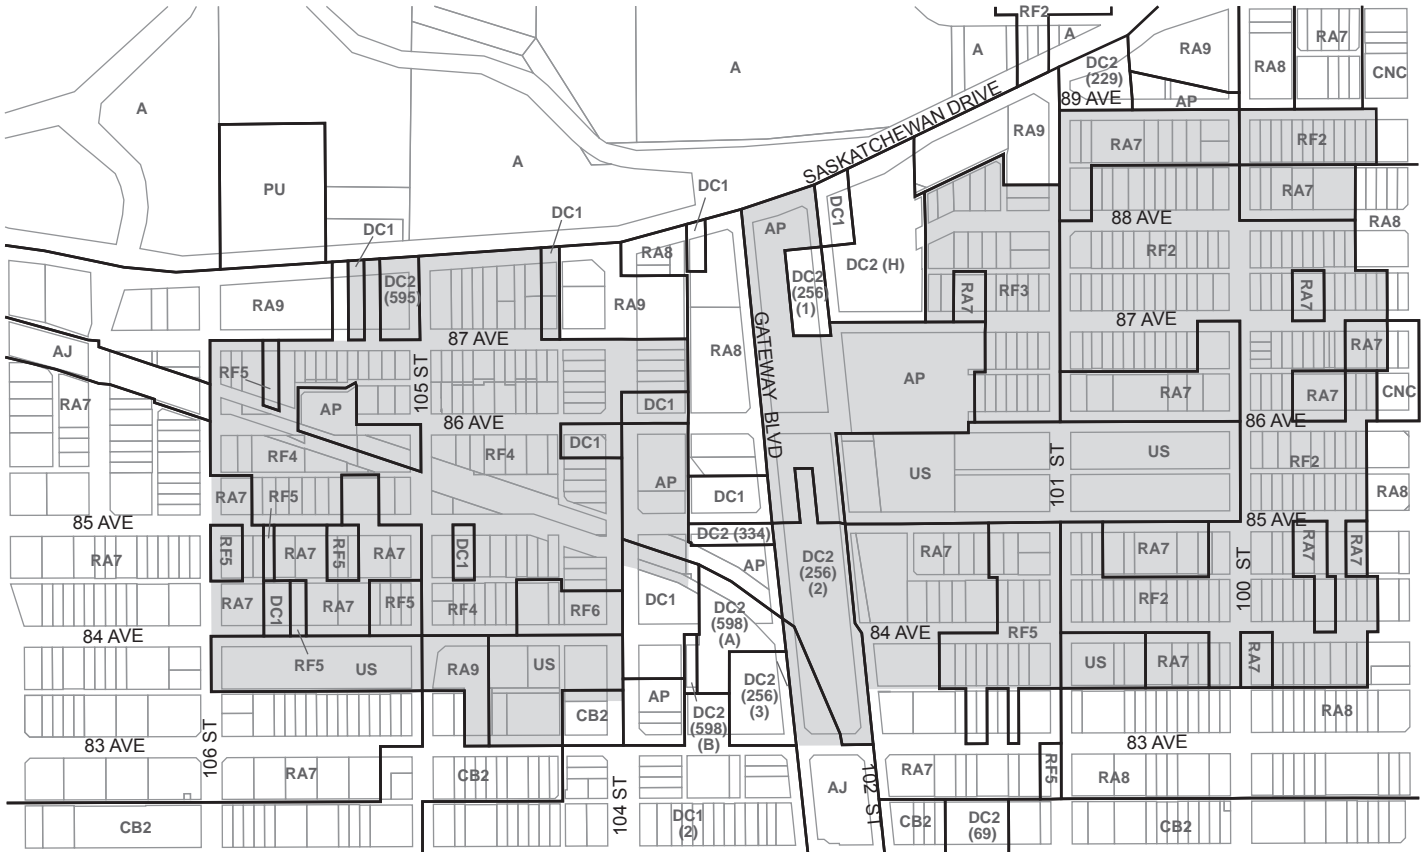 RF2
A
A
RA9
RA7
RA8
CNC
DC2
(229)
A
89 AVE
AP
A
SASKATCHEWAN DRIVE
RA9
RA7
RF2
A
PU
DC1
RA7
DC1
DC1
DC1
88 AVE
RA8
AP
RF2
RA8
DC2 (H)
DC2
(595)
DC2
(256)
(1)
RA9
RA9
RA7
RF3
RA7
87 AVE
87 AVE
GATEWAY BLVD
AJ
RA8
RA7
RF5
105 ST
AP
RA7
RA7
CNC
RA7
AP
DC1
86 AVE
86 AVE
DC1
RF4
RF4
US
US
RF2
101 ST
AP
RA7
RF5
DC1
RA8
85 AVE
85 AVE
DC2 (334)
RF5
RA7
RF5
RA7
DC1
RA7
RA7
RA7
RA7
RA7
AP
DC2
(256)
(2)
100 ST
RA7
DC1
RA7
RF5
RF4
RF6
DC1
DC2
(598)
(A)
RF2
84 AVE
84 AVE
RF5
RF5
US
RA9
US
US
RA7
RA7
AP
DC2
(256)
(3)
CB2
DC2
(598)
(B)
RA8
83 AVE
83 AVE
106 ST
RA7
CB2
104 ST
AJ
102 ST
RA7
RF5
RA8
CB2
DC1
(2)
CB2
DC2
(69)
CB2